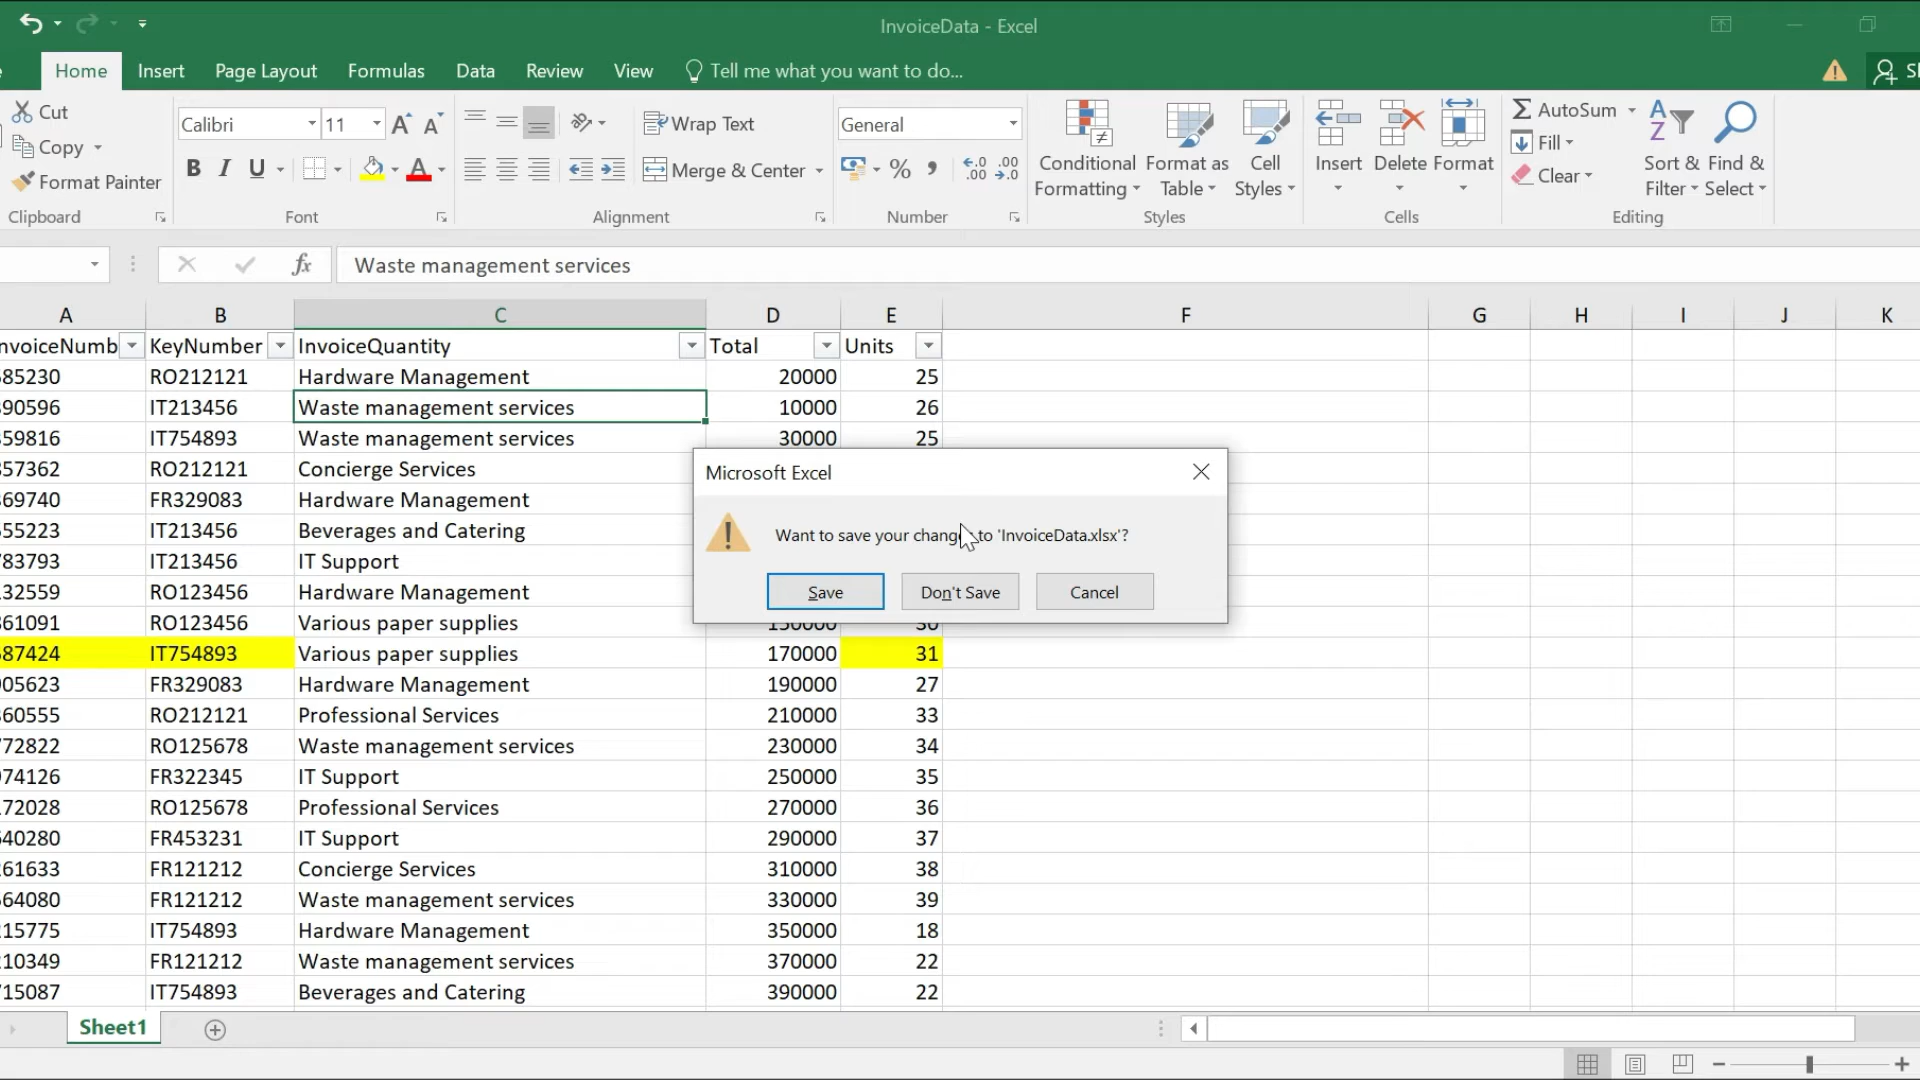 InvoiceData - Excel
Home Insert Page Layout Formulas Data Review View Tell me what you want to do...
Cut
Copy
Format Painter
Clipboard
Calibri 11
B I U
Font
Wrap Text
Merge & Center
Alignment
General
%
Number
Conditional Formatting
Format as Table
Cell Styles
Styles
Insert Delete Format
Cells
AutoSum
Fill
Clear
Sort & Filter
Find & Select
Editing
fx Waste management services
A B C D E F G H I J K
nvoiceNumb KeyNumber InvoiceQuantity Total Units
85230 RO212121 Hardware Management 20000 25
90596 IT213456 Waste management services 10000 26
59816 IT754893 Waste management services 30000 25
57362 RO212121 Concierge Services
69740 FR329083 Hardware Management
55223 IT213456 Beverages and Catering
783793 IT213456 IT Support
32559 RO123456 Hardware Management
61091 RO123456 Various paper supplies 150000 30
87424 IT754893 Various paper supplies 170000 31
05623 FR329083 Hardware Management 190000 27
60555 RO212121 Professional Services 210000 33
772822 RO125678 Waste management services 230000 34
74126 FR322345 IT Support 250000 35
72028 RO125678 Professional Services 270000 36
40280 FR453231 IT Support 290000 37
261633 FR121212 Concierge Services 310000 38
64080 FR121212 Waste management services 330000 39
15775 IT754893 Hardware Management 350000 18
10349 FR121212 Waste management services 370000 22
715087 IT754893 Beverages and Catering 390000 22
Microsoft Excel
Want to save your change to 'InvoiceData.xlsx'?
Save Don't Save Cancel
Sheet1